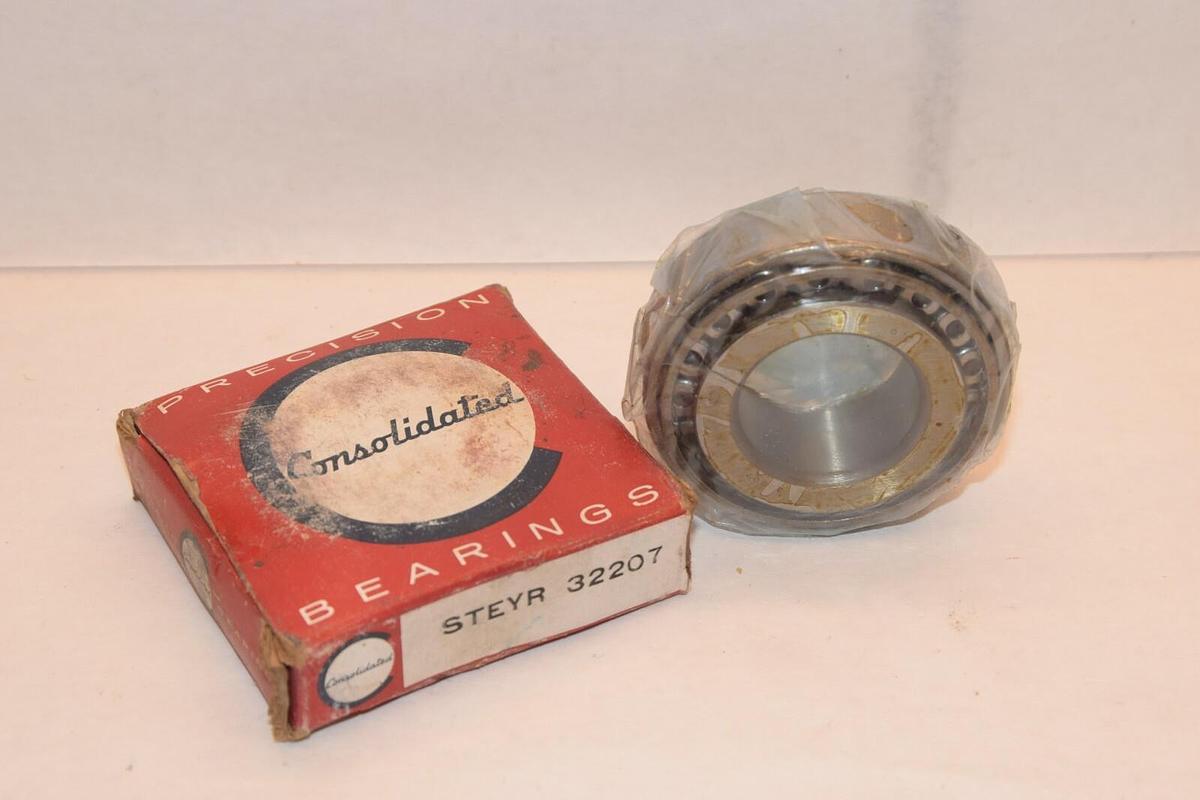 PRECISION
Consolidated
BEARINGS
STEYR 32207
Consolidated